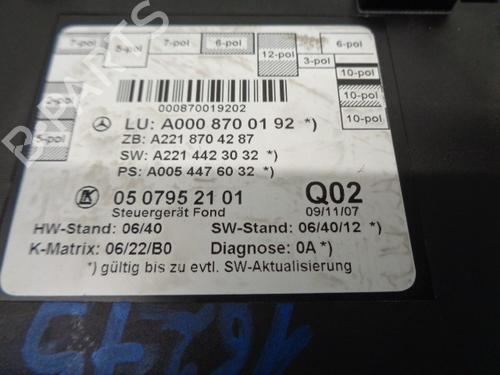 7-pol
8-pol
7-pol
6-pol
12-pol
6-pol
3-pol
10-pol
10-pol
10-pol
2-pol
000870019202
LU: A000 870 01 92 *)
ZB: A221 870 42 87
SW: A221 442 30 32 *)
PS: A005 447 60 32 *)
05 0795 21 01
Q02
Steuergerät Fond
09/11/07
HW-Stand: 06/40
SW-Stand: 06/40/12 *)
K-Matrix: 06/22/B0
Diagnose: 0A *)
*) gültig bis zu evtl. SW-Aktualisierung
B-PARTS